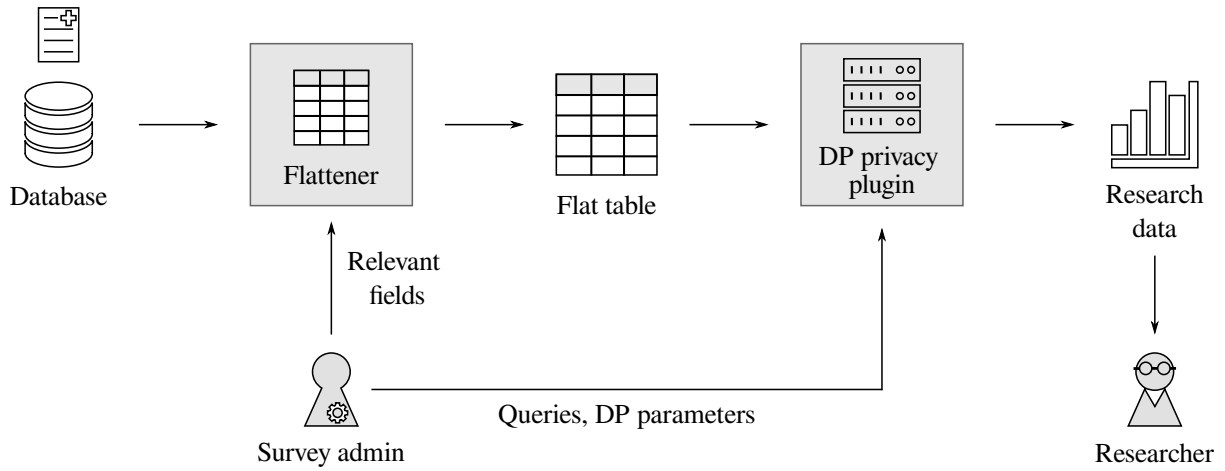 Database
Flattener
Flat table
DP privacy
plugin
Research
data
Relevant
fields
Queries, DP parameters
Survey admin
Researcher